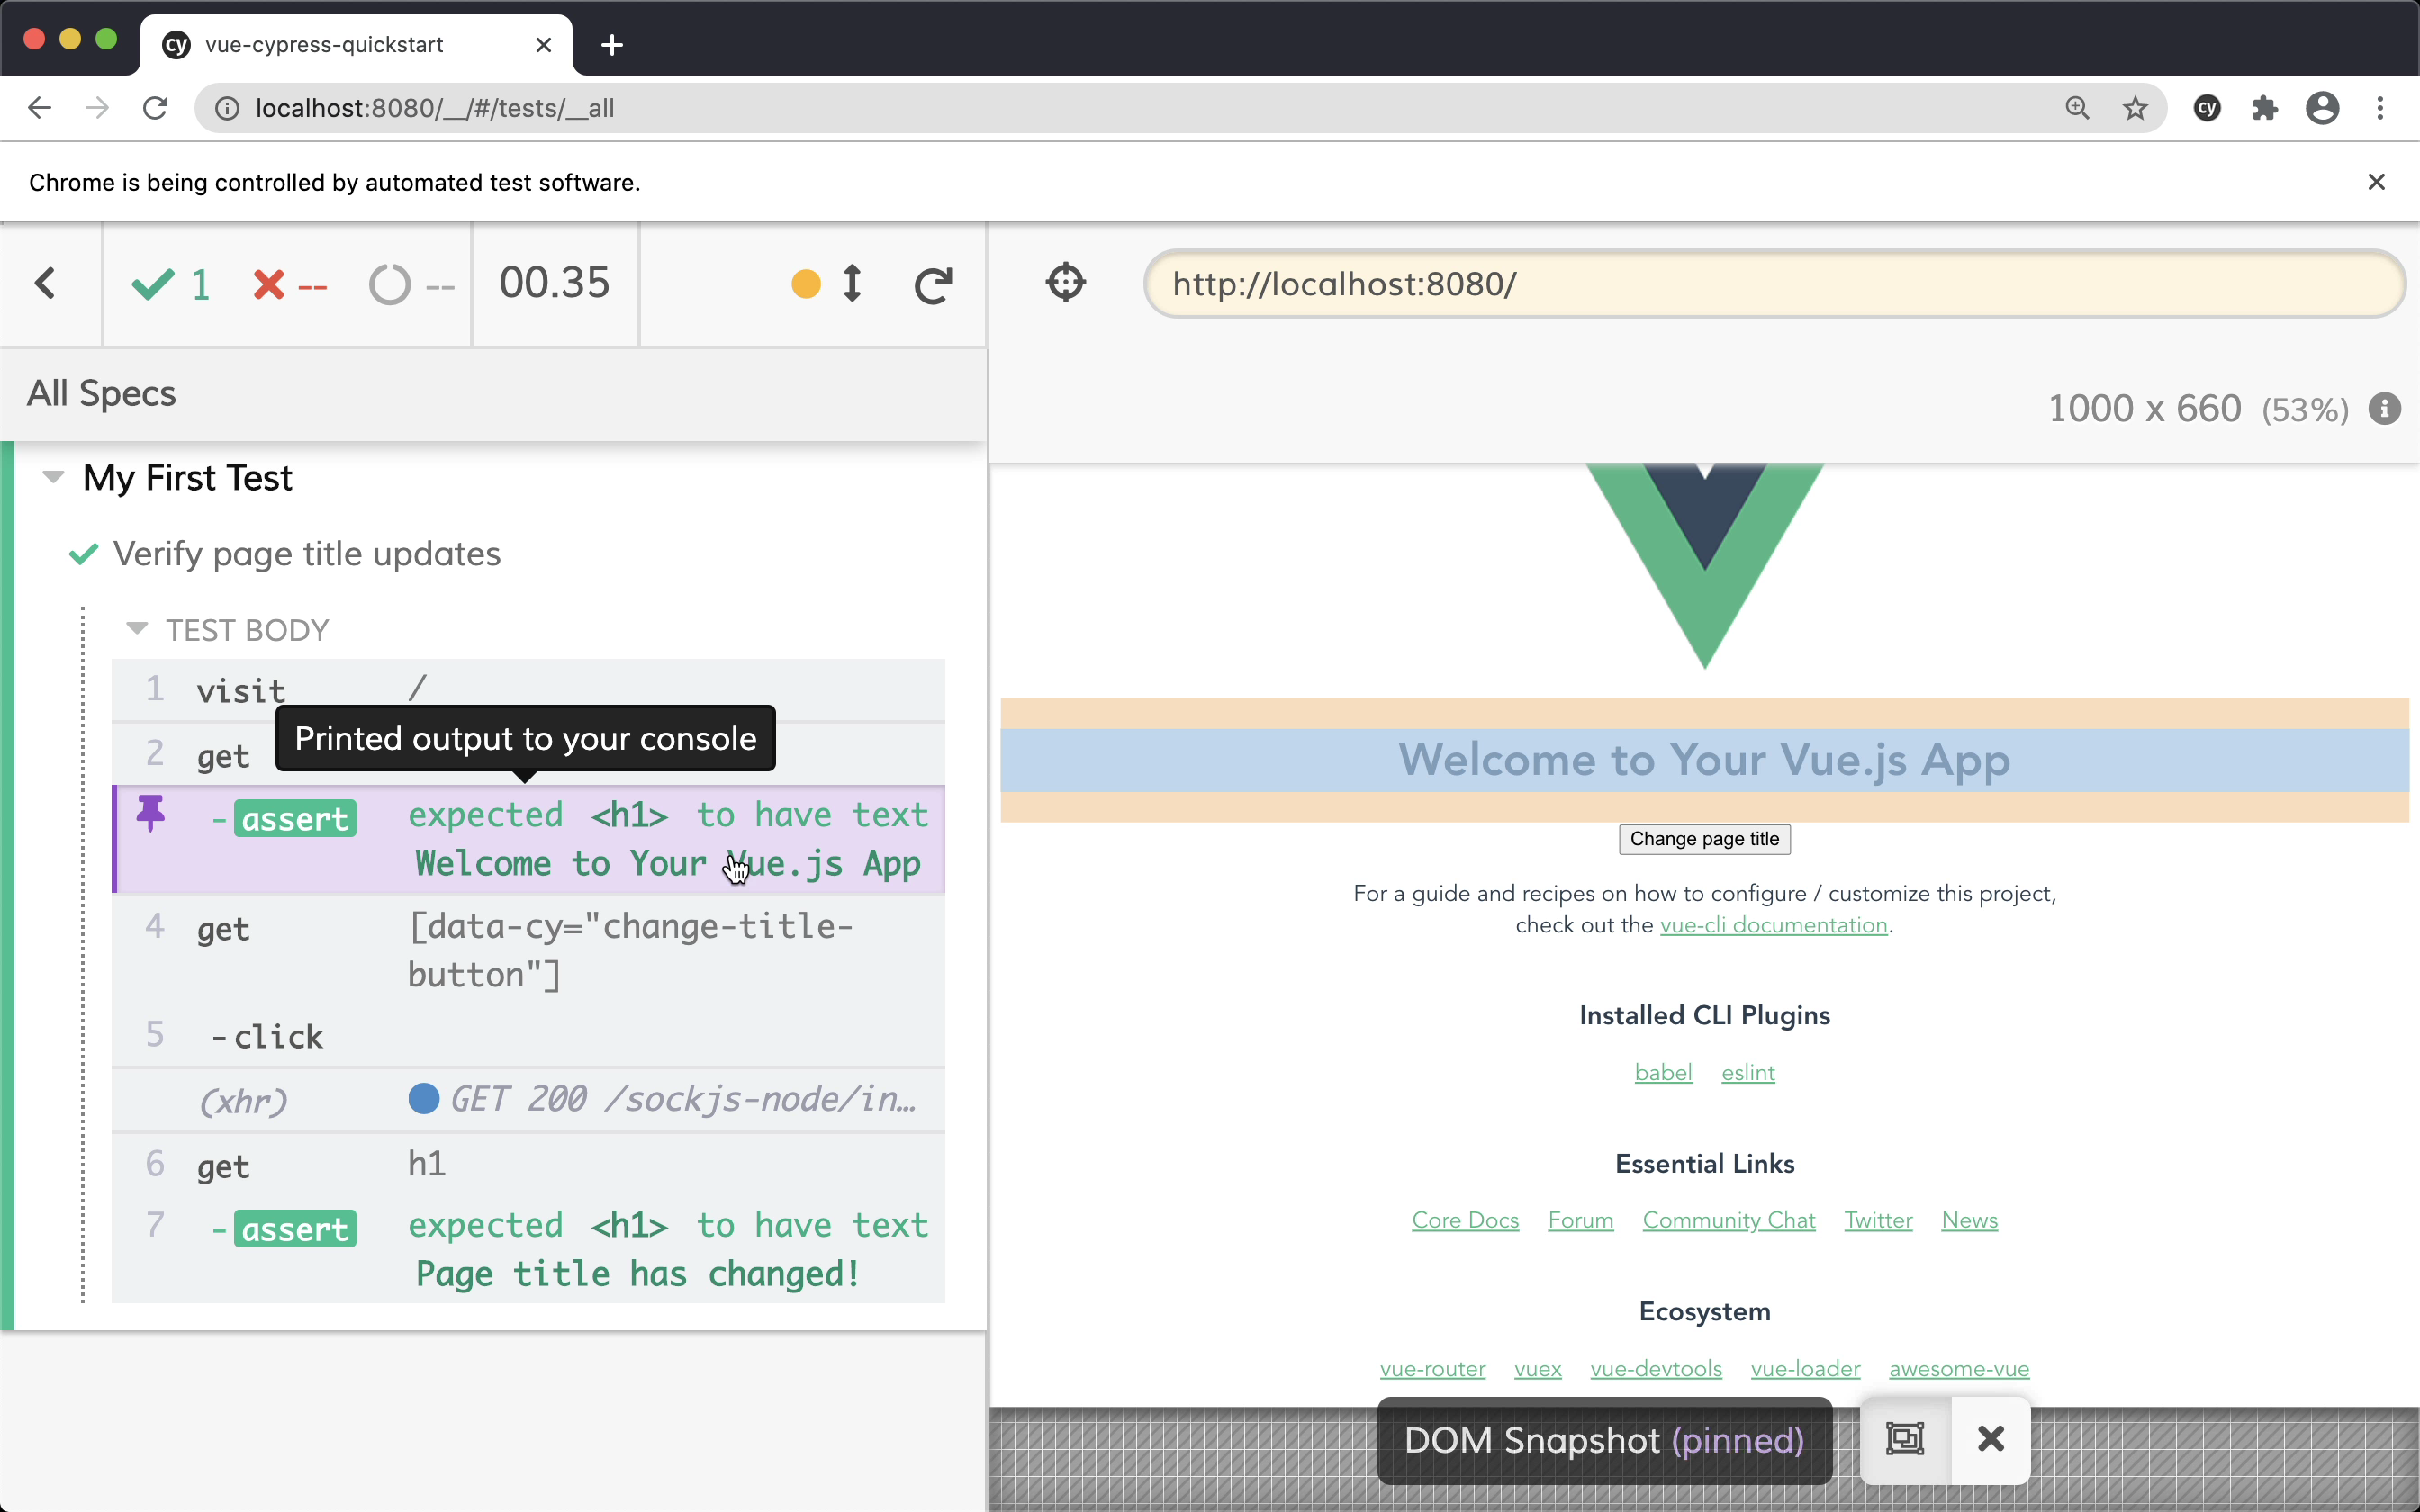 cy vue-cypress-quickstart
localhost:8080/__/#/tests/__all
cy
Chrome is being controlled by automated test software.
1 -- -- 00.35
http://localhost:8080/
All Specs
1000 x 660 (53%)
My First Test
Verify page title updates
TEST BODY
1 visit /
Printed output to your console
2 get
-assert expected <h1> to have text
Welcome to Your Vue.js App
4 get [data-cy="change-title-
button"]
5 -click
(xhr) GET 200 /sockjs-node/in…
6 get h1
7 -assert expected <h1> to have text
Page title has changed!
Welcome to Your Vue.js App
Change page title
For a guide and recipes on how to configure / customize this project,
check out the vue-cli documentation.
Installed CLI Plugins
babel eslint
Essential Links
Core Docs Forum Community Chat Twitter News
Ecosystem
vue-router vuex vue-devtools vue-loader awesome-vue
DOM Snapshot (pinned)